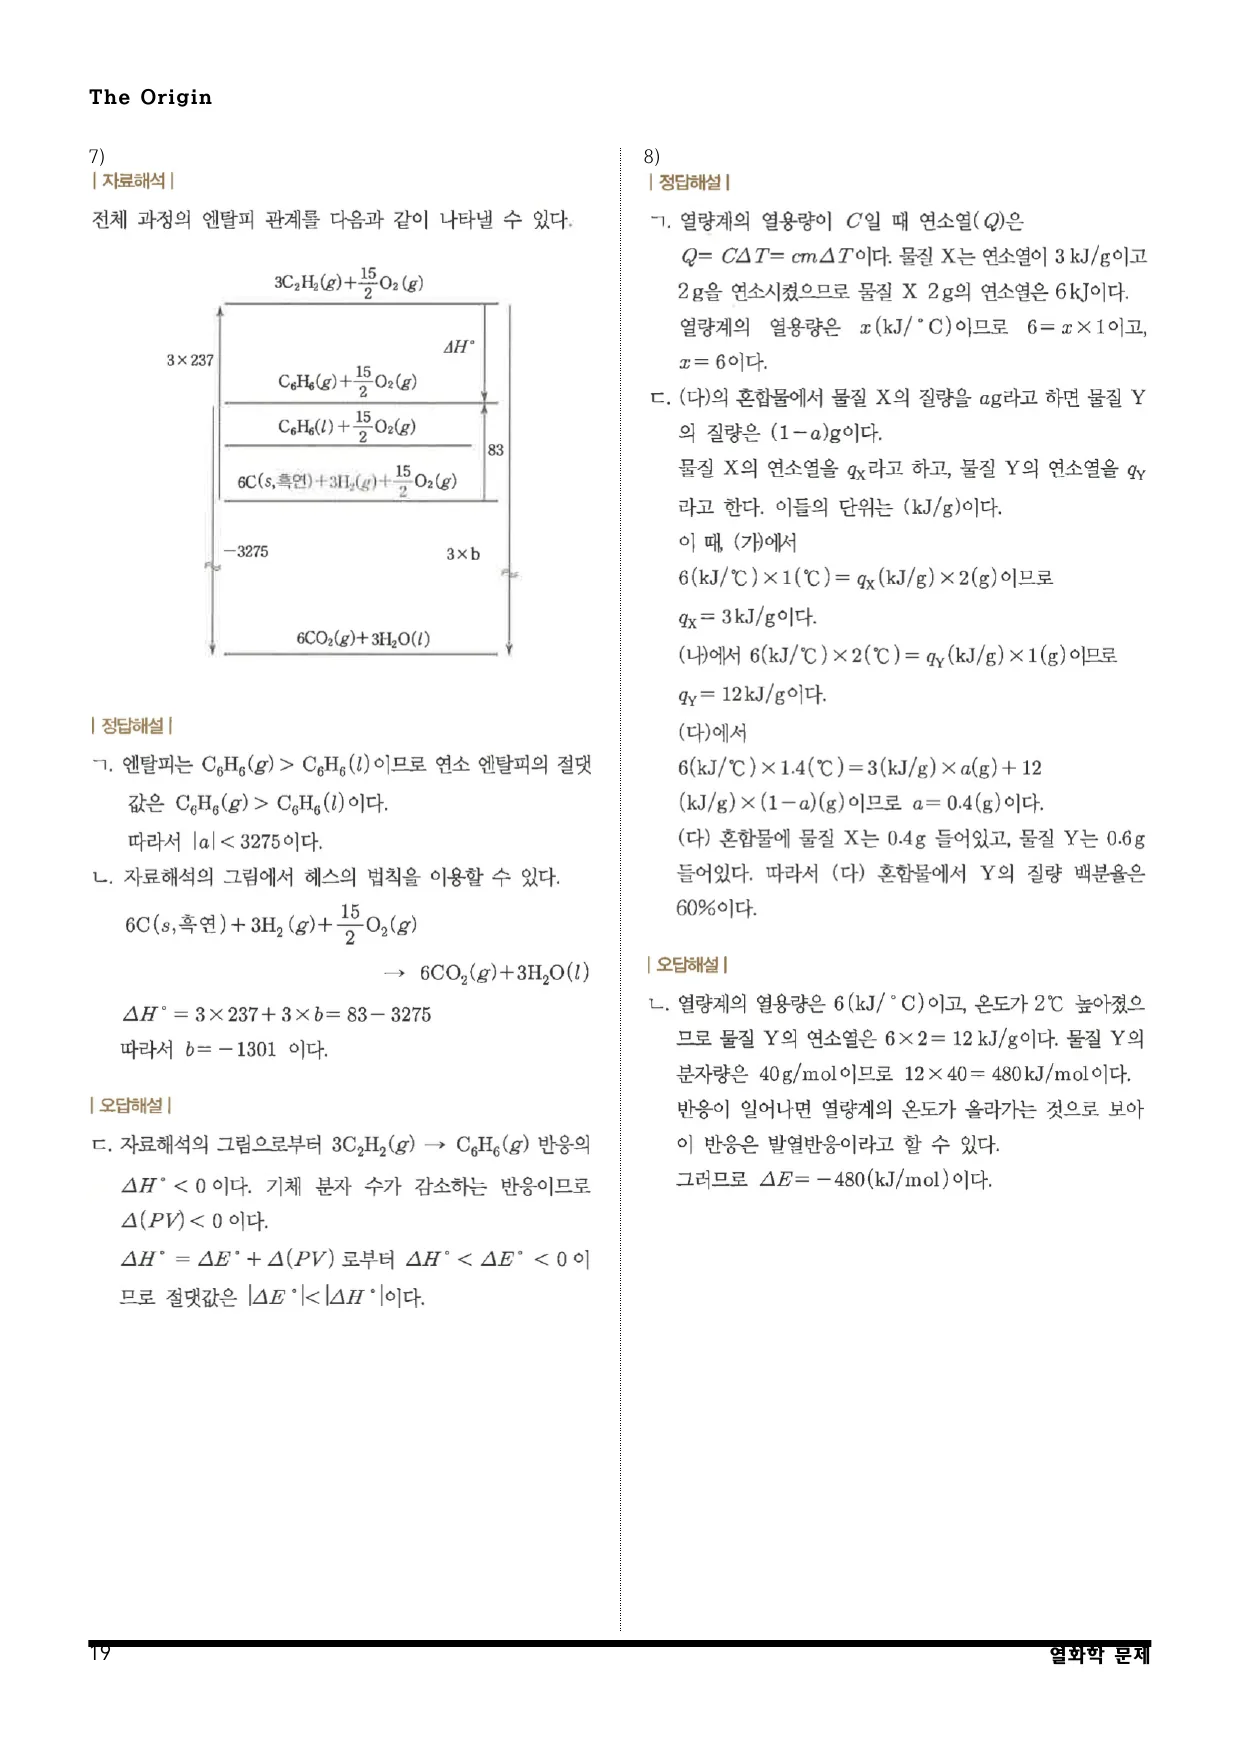 The Origin
7)
| 자료해석 |
전체 과정의 엔탈피 관계를 다음과 같이 나타낼 수 있다.
3C₂H₂(g)+15/2 O₂(g)
3×237
ΔH°
C₆H₆(g)+15/2 O₂(g)
C₆H₆(l)+15/2 O₂(g)
83
6C(s,흑연)+3H₂(g)+15/2 O₂(g)
−3275
3×b
6CO₂(g)+3H₂O(l)
| 정답해설 |
ㄱ. 엔탈피는 C₆H₆(g) > C₆H₆(l)이므로 연소 엔탈피의 절댓
값은 C₆H₆(g) > C₆H₆(l)이다.
따라서 |a| < 3275이다.
ㄴ. 자료해석의 그림에서 헤스의 법칙을 이용할 수 있다.
6C(s,흑연)+3H₂(g)+15/2 O₂(g)
→ 6CO₂(g)+3H₂O(l)
ΔH° = 3×237+3×b = 83−3275
따라서 b = −1301 이다.
| 오답해설 |
ㄷ. 자료해석의 그림으로부터 3C₂H₂(g) → C₆H₆(g) 반응의
ΔH° < 0 이다. 기체 분자 수가 감소하는 반응이므로
Δ(PV) < 0 이다.
ΔH° = ΔE° + Δ(PV) 로부터 ΔH° < ΔE° < 0 이
므로 절댓값은 |ΔE°|<|ΔH°|이다.
8)
| 정답해설 |
ㄱ. 열량계의 열용량이 C일 때 연소열(Q)은
Q= CΔT= cmΔT이다. 물질 X는 연소열이 3 kJ/g이고
2g을 연소시켰으므로 물질 X 2g의 연소열은 6kJ이다.
열량계의 열용량은 x(kJ/°C)이므로 6= x×1이고,
x= 6이다.
ㄷ. (다)의 혼합물에서 물질 X의 질량을 ag라고 하면 물질 Y
의 질량은 (1−a)g이다.
물질 X의 연소열을 qX라고 하고, 물질 Y의 연소열을 qY
라고 한다. 이들의 단위는 (kJ/g)이다.
이 때, (가)에서
6(kJ/℃)×1(℃)= qX(kJ/g)×2(g)이므로
qX= 3kJ/g이다.
(나)에서 6(kJ/℃)×2(℃)= qY(kJ/g)×1(g)이므로
qY= 12kJ/g이다.
(다)에서
6(kJ/℃)×1.4(℃)=3(kJ/g)×a(g)+12
(kJ/g)×(1−a)(g)이므로 a= 0.4(g)이다.
(다) 혼합물에 물질 X는 0.4g 들어있고, 물질 Y는 0.6g
들어있다. 따라서 (다) 혼합물에서 Y의 질량 백분율은
60%이다.
| 오답해설 |
ㄴ. 열량계의 열용량은 6(kJ/°C)이고, 온도가 2℃ 높아졌으
므로 물질 Y의 연소열은 6×2= 12 kJ/g이다. 물질 Y의
분자량은 40g/mol이므로 12×40= 480kJ/mol이다.
반응이 일어나면 열량계의 온도가 올라가는 것으로 보아
이 반응은 발열반응이라고 할 수 있다.
그러므로 ΔE= −480(kJ/mol)이다.
19
열화학 문제